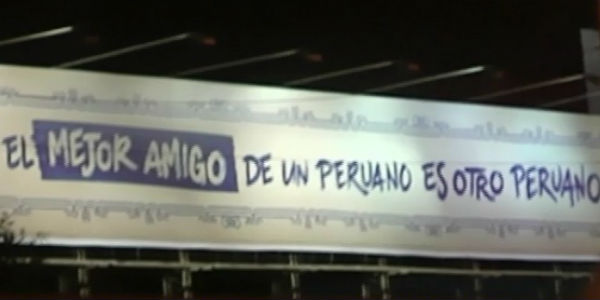 EL MEJOR AMIGO DE UN PERUANO ES OTRO PERUANO